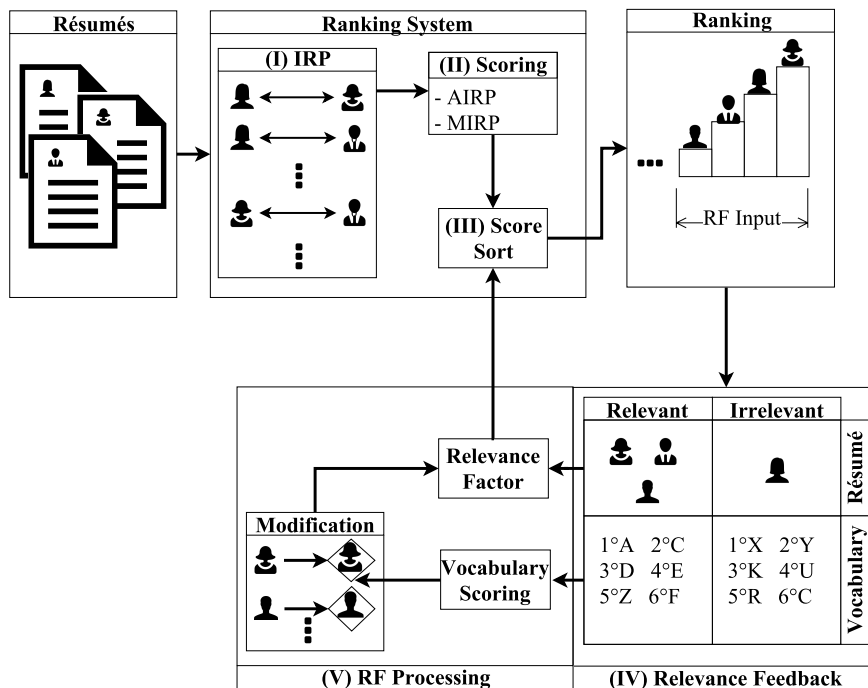 Résumés
Ranking System
Ranking
(I) IRP
(II) Scoring
- AIRP
- MIRP
(III) Score
Sort
RF Input
Relevant
Irrelevant
Résumé
Relevance
Factor
Modification
Vocabulary
Scoring
1°A 2°C
3°D 4°E
5°Z 6°F
1°X 2°Y
3°K 4°U
5°R 6°C
Vocabulary
(V) RF Processing
(IV) Relevance Feedback